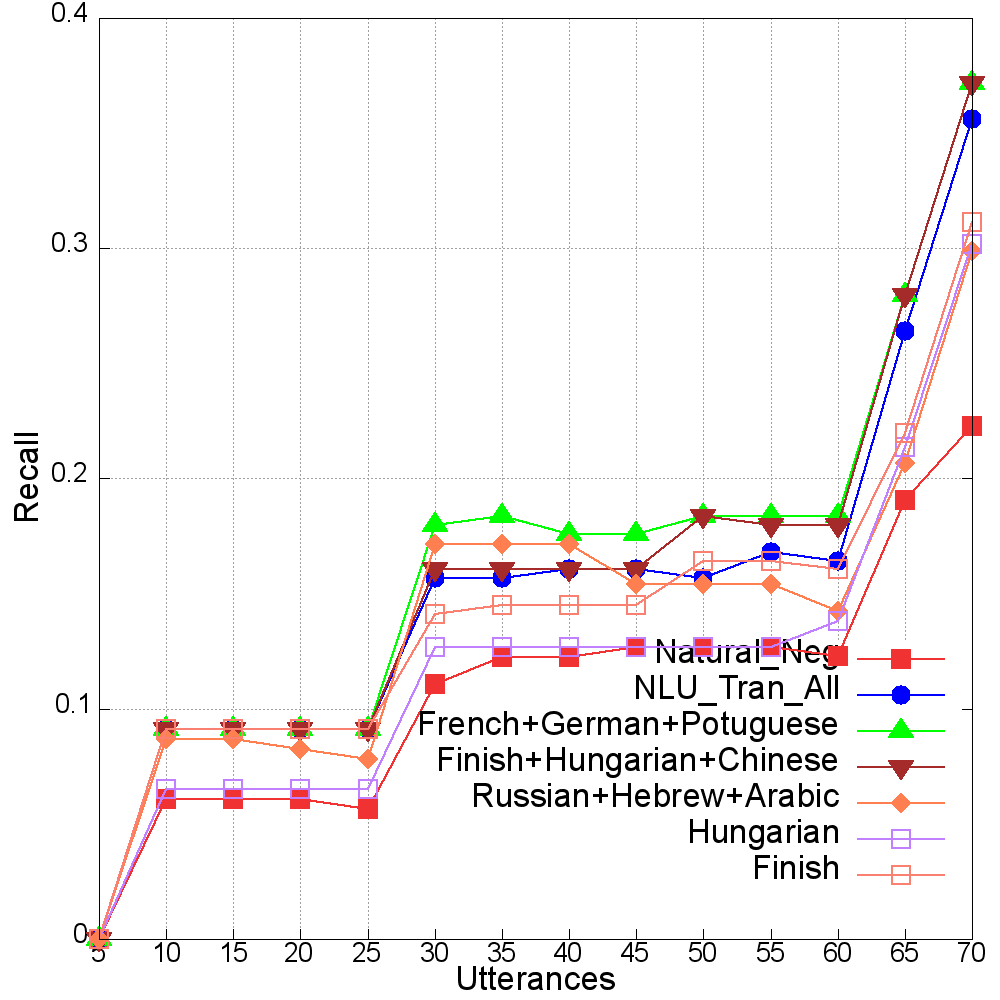 0.4
0.3
0.2
0.1
0
Recall
Natural_Neg
NLU_Tran_All
French+German+Potuguese
Finish+Hungarian+Chinese
Russian+Hebrew+Arabic
Hungarian
Finish
5 10 15 20 25 30 35 40 45 50 55 60 65 70
Utterances